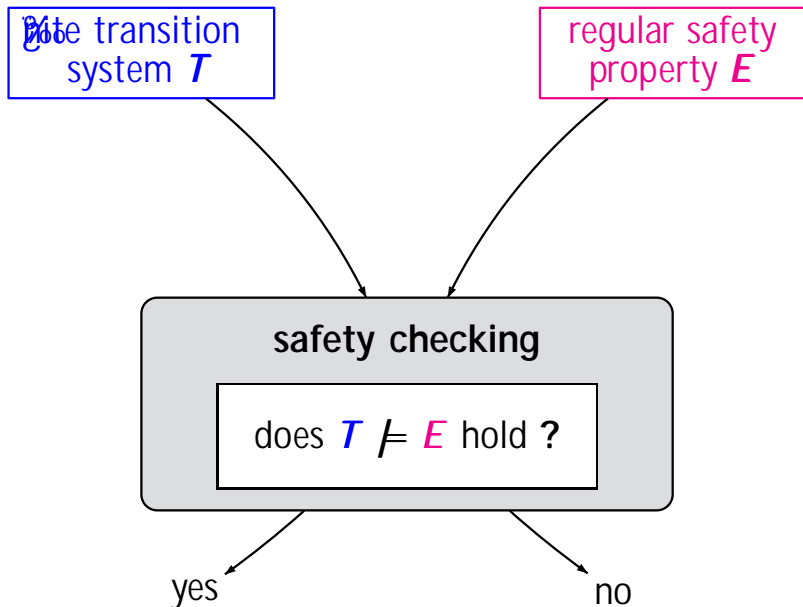 transition
system T
regular safety
property E
safety checking
does T ⊭ E hold ?
yes
no